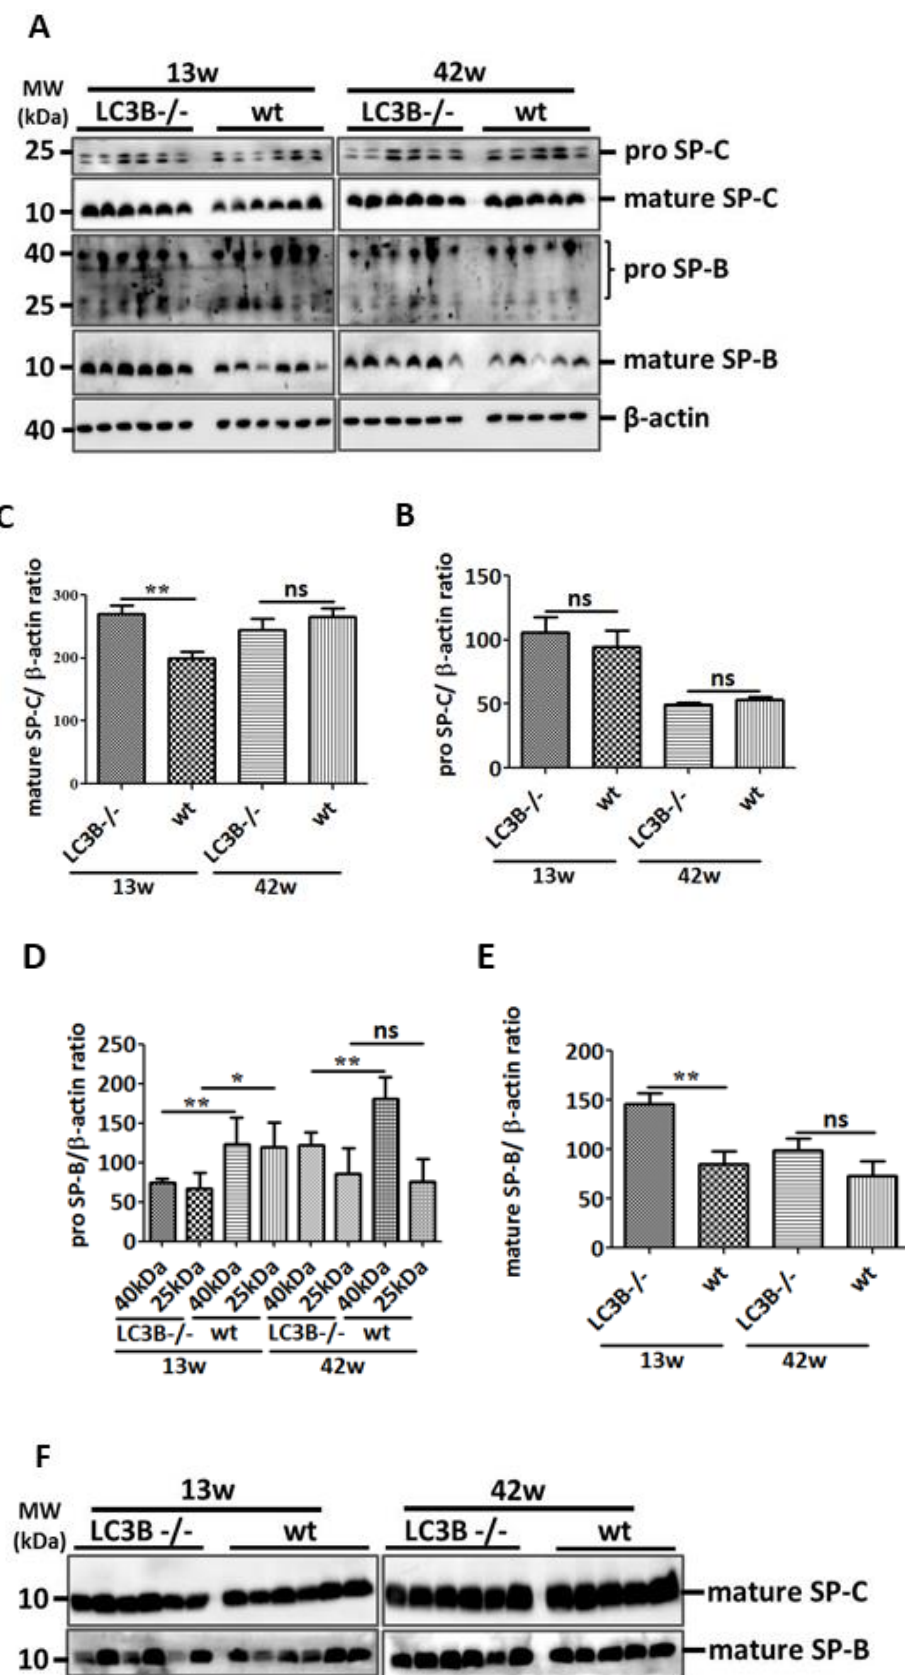 A
13w 42w
MW
(kDa)
LC3B-/- wt LC3B-/- wt
25 pro SP-C
10 mature SP-C
40 pro SP-B
25
10 mature SP-B
40 β-actin
C
mature SP-C/ β-actin ratio
300
200
100
0
** ns
LC3B-/- wt LC3B-/- wt
13w 42w
B
pro SP-C/ β-actin ratio
150
100
50
0
ns ns
LC3B-/- wt LC3B-/- wt
13w 42w
D
pro SP-B/β-actin ratio
250
200
150
100
50
0
** * ** ns
40kDa 25kDa 40kDa 25kDa 40kDa 25kDa 40kDa 25kDa
LC3B-/- wt LC3B-/- wt
13w 42w
E
mature SP-B/ β-actin ratio
200
150
100
50
0
** ns
LC3B-/- wt LC3B-/- wt
13w 42w
F
13w 42w
MW
(kDa)
LC3B -/- wt LC3B -/- wt
10 mature SP-C
10 mature SP-B